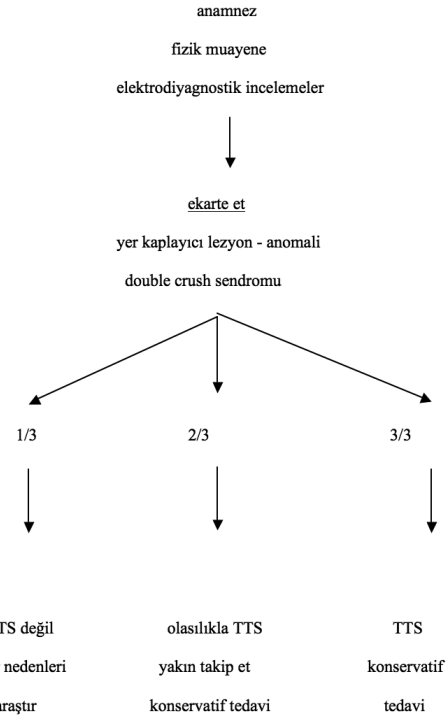 anamnez
fizik muayene
elektrodiyagnostik incelemeler
ekarte et
yer kaplayıcı lezyon - anomali
double crush sendromu
1/3 2/3 3/3
değil olasılıkla TTS TTS
nedenleri yakın takip et konservatif
konservatif tedavi tedavi